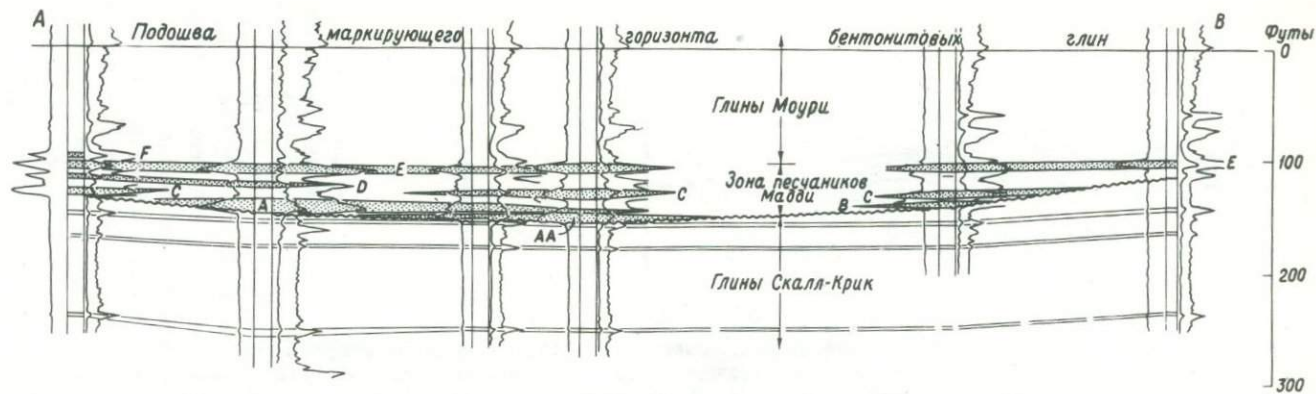 A B
Подошва маркирующего горизонта бентонитовых глин Футы
0
Глины Моури
F E 100 E
C D C Зона песчаников C
A Мадди B
AA
200
Глины Скалл-Крик
300